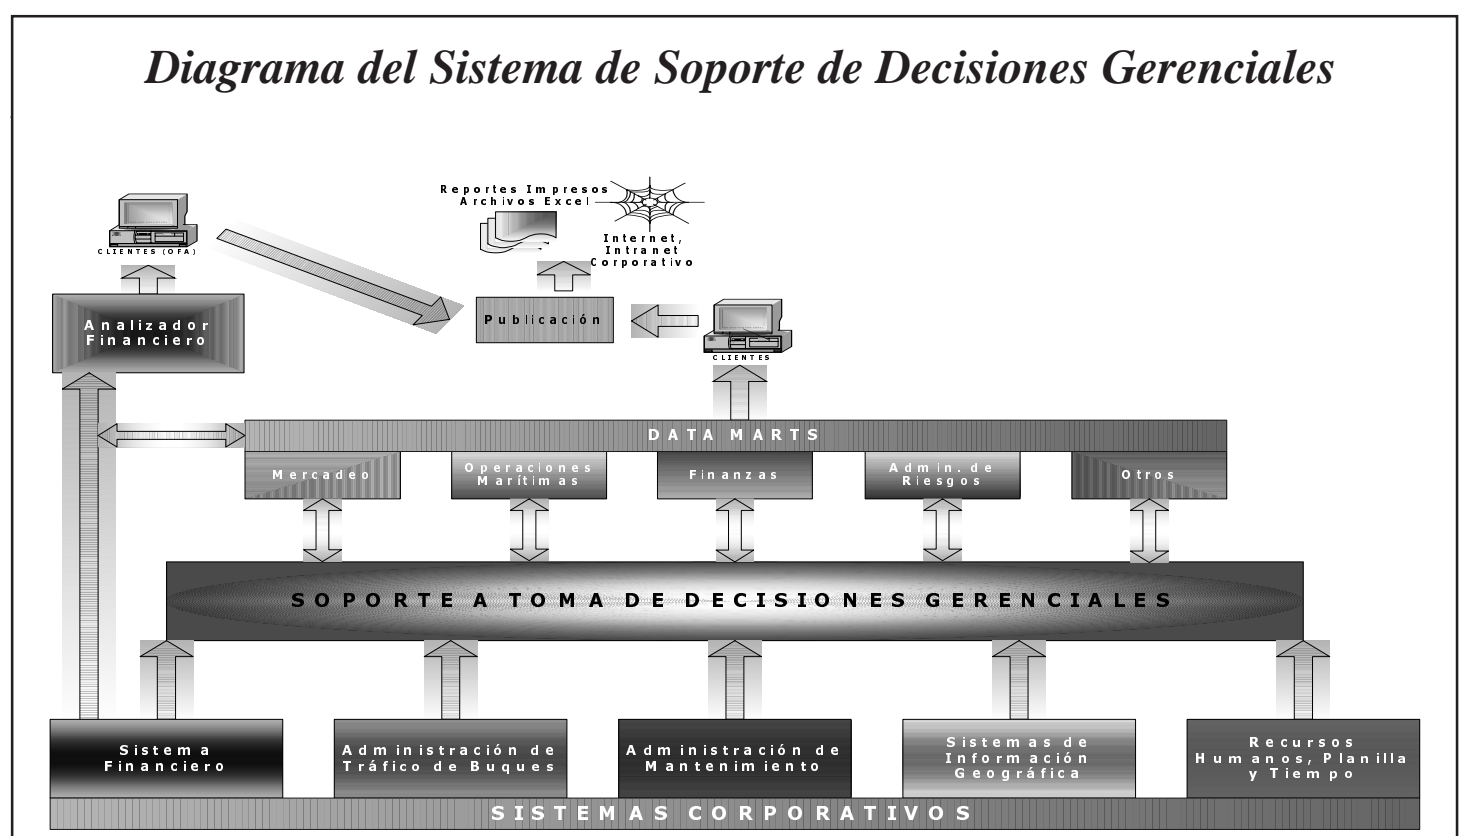 Diagrama del Sistema de Soporte de Decisiones Gerenciales
Reportes Impresos
Archivos Excel
Internet,
Intranet
Corporativo
CLIENTES (OFA)
Analizador
Financiero
Publicación
CLIENTES
DATA MARTS
Mercadeo
Operaciones
Marítimas
Finanzas
Admin. de
Riesgos
Otros
SOPORTE A TOMA DE DECISIONES GERENCIALES
Sistema
Financiero
Administración de
Tráfico de Buques
Administración de
Mantenimiento
Sistemas de
Información
Geográfica
Recursos
Humanos, Planilla
y Tiempo
SISTEMAS CORPORATIVOS